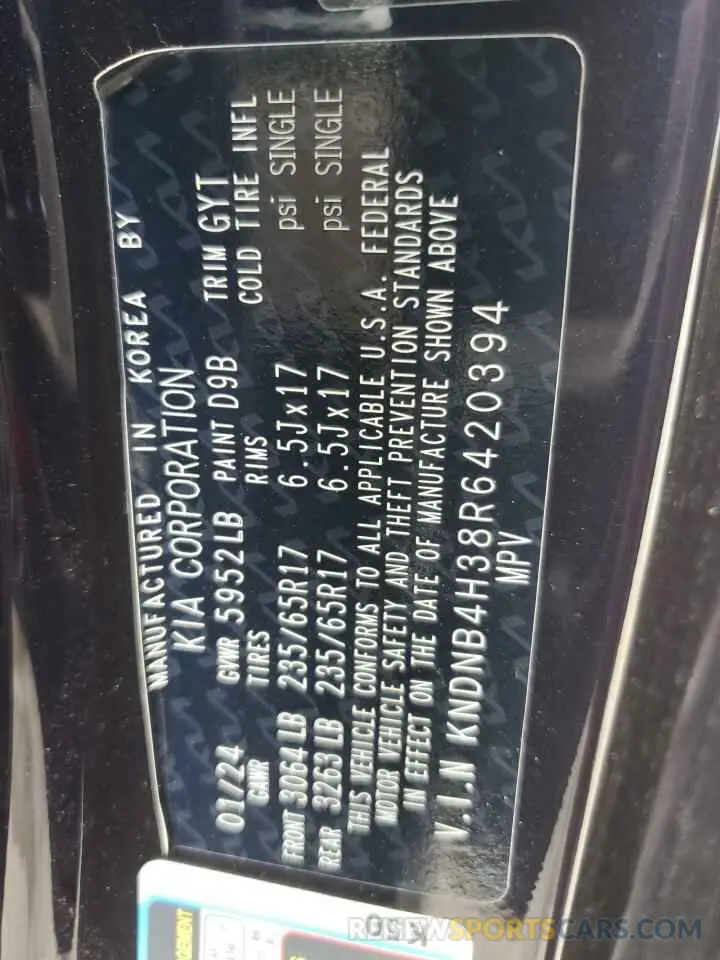 MANUFACTURED IN KOREA BY
KIA CORPORATION
01/24 GVWR 5952LB PAINT D9B TRIM GYT
GAWR TIRES RIMS COLD TIRE INFL
FRONT 3064LB 235/65R17 6.5Jx17 psi SINGLE
REAR 3263LB 235/65R17 6.5Jx17 psi SINGLE
THIS VEHICLE CONFORMS TO ALL APPLICABLE U.S.A. FEDERAL
MOTOR VEHICLE SAFETY AND THEFT PREVENTION STANDARDS
IN EFFECT ON THE DATE OF MANUFACTURE SHOWN ABOVE
V.I.N KNDNB4H38R6420394
MPV
REVIEWSPORTSCARS.COM